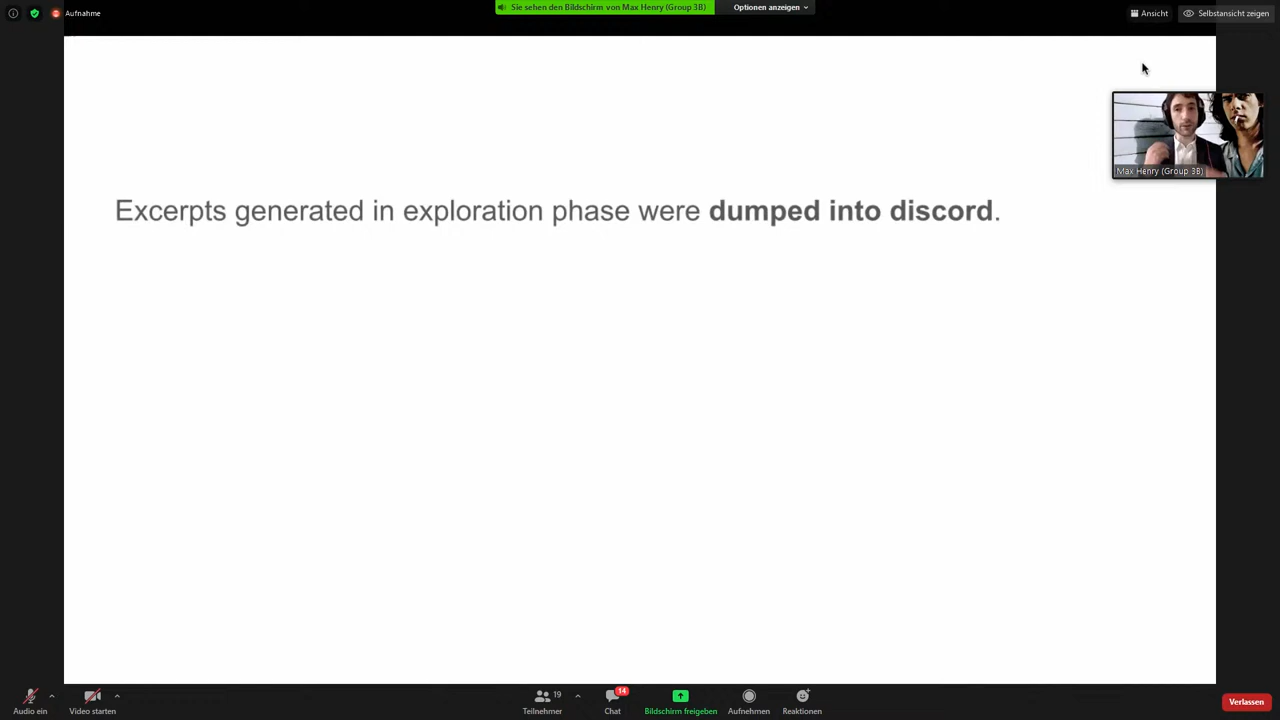 Aufnahme
Sie sehen den Bildschirm von Max Henry (Group 3B)
Optionen anzeigen
Ansicht
Selbstansicht zeigen
Max Henry (Group 3B)
Excerpts generated in exploration phase were dumped into discord.
Audio ein
Video starten
19
Teilnehmer
14
Chat
Bildschirm freigeben
Aufnehmen
Reaktionen
Verlassen